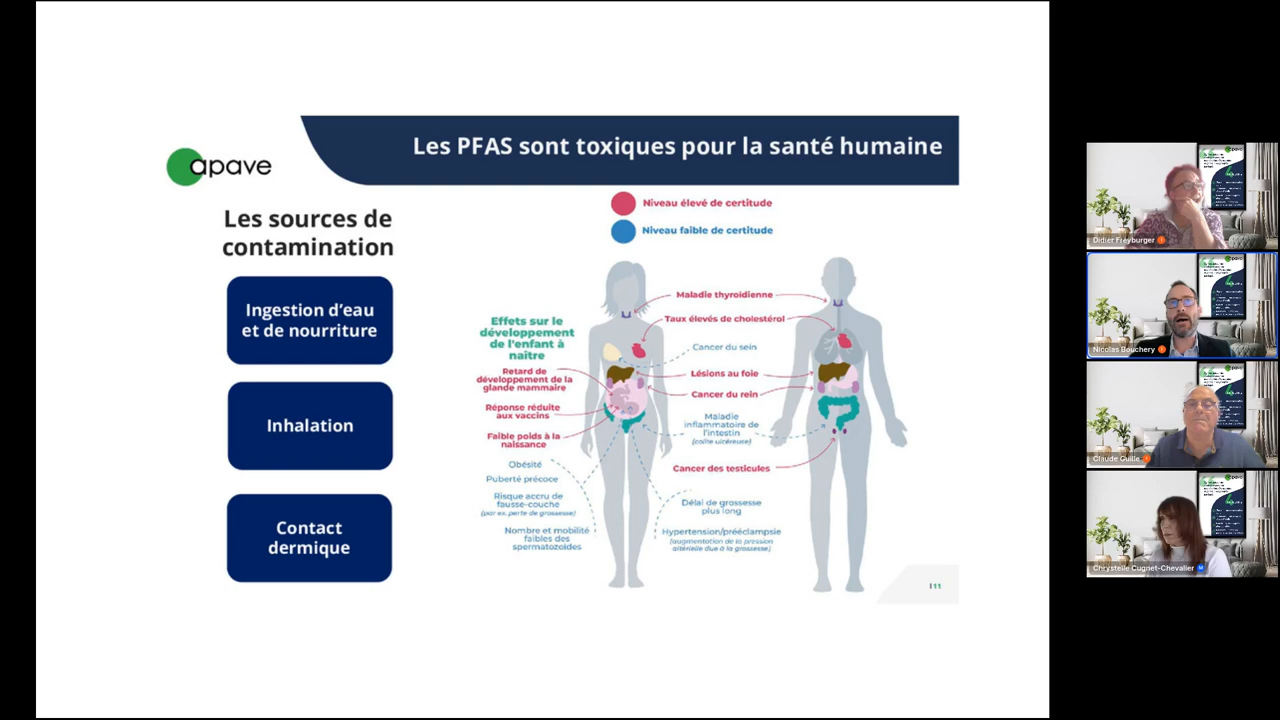 apave
Les PFAS sont toxiques pour la santé humaine
Les sources de
contamination
Ingestion d'eau
et de nourriture
Inhalation
Contact
dermique
Niveau élevé de certitude
Niveau faible de certitude
Effets sur le
développement
de l'enfant à
naître
Retard de
développement de la
glande mammaire
Réponse réduite
aux vaccins
Faible poids à la
naissance
Obésité
Puberté précoce
Risque accru de
fausse-couche
(par ex. perte de grossesse)
Nombre et mobilité
faibles des
spermatozoïdes
Maladie thyroïdienne
Taux élevés de cholestérol
Cancer du sein
Lésions au foie
Cancer du rein
Maladie
inflammatoire de
l'intestin
(colite ulcéreuse)
Cancer des testicules
Délai de grossesse
plus long
Hypertension/prééclampsie
(augmentation de la pression
artérielle due à la grossesse)
11
Didier Freyburger
Nicolas Bouchery
Claude Guille
Chrystelle Cugnet-Chevalier
M